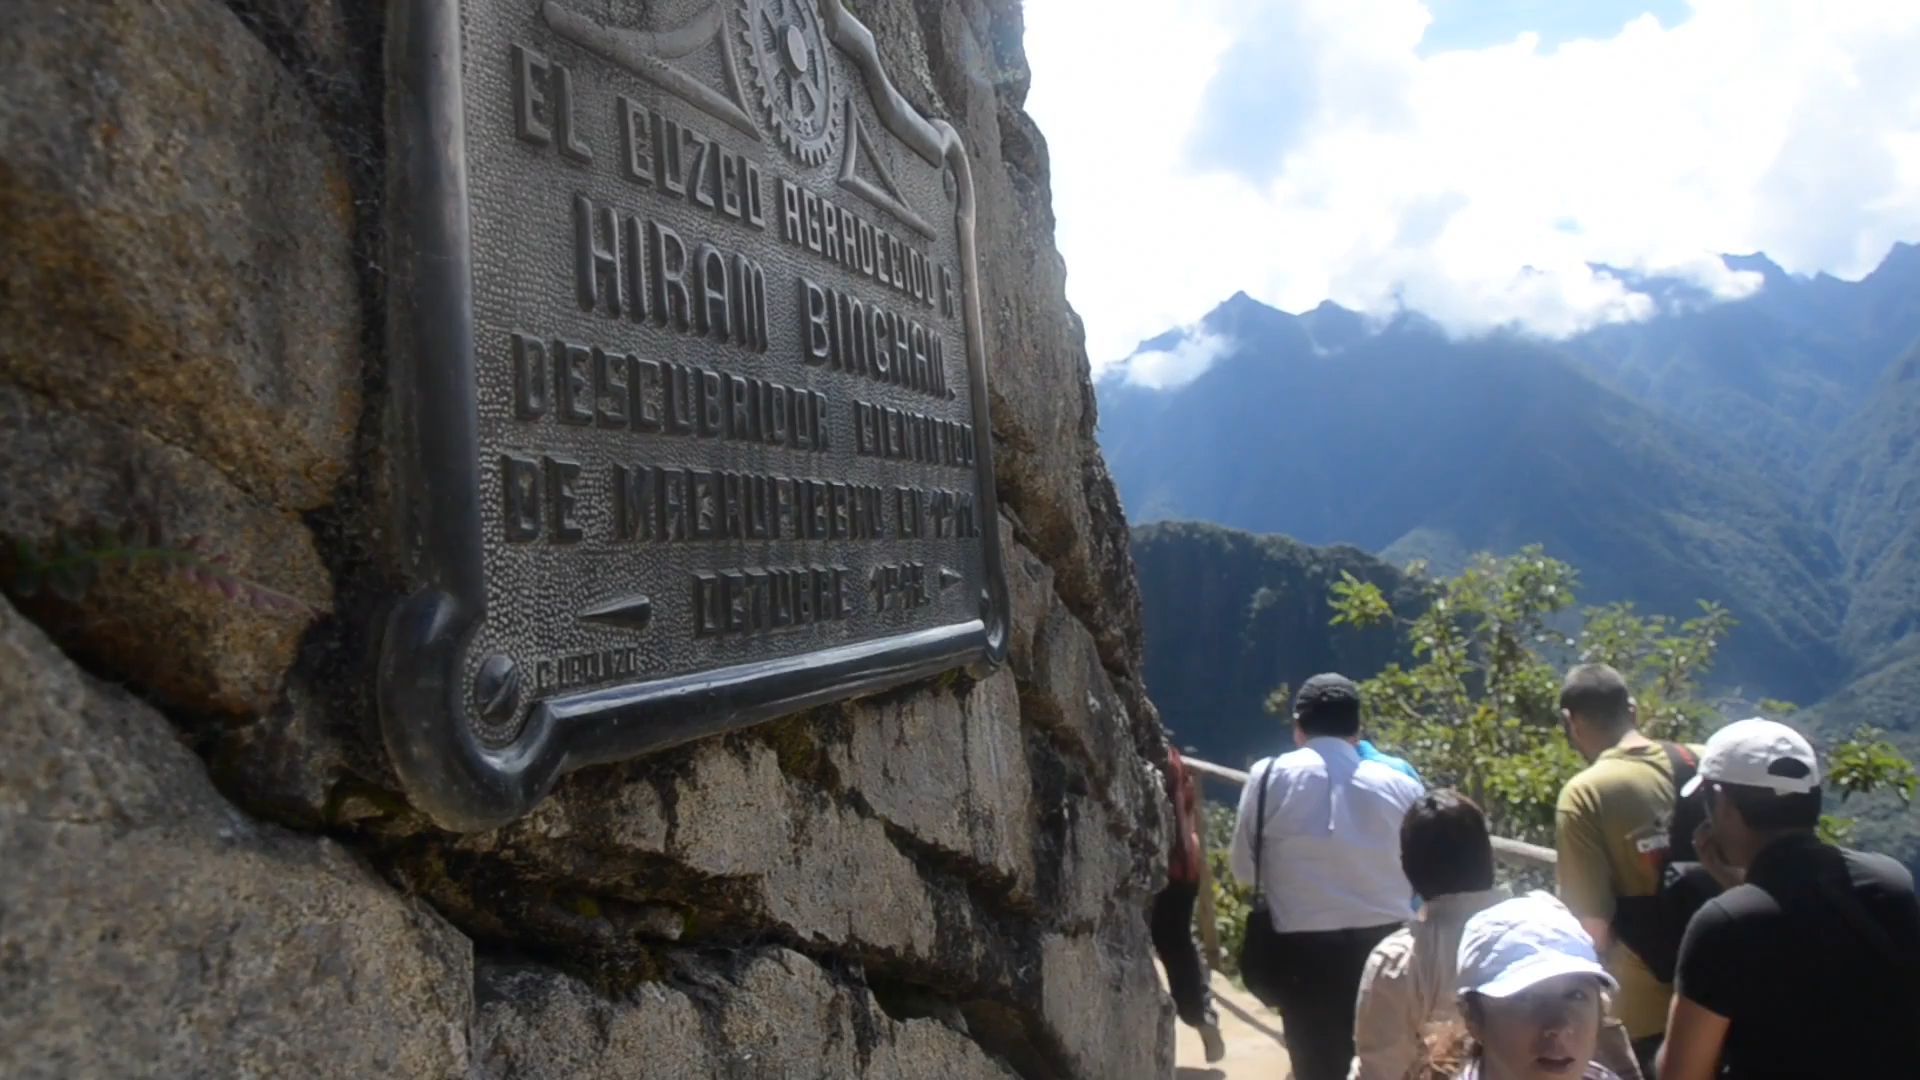 EL CUZCO AGRADECIDO A
HIRAM BINGHAM,
DESCUBRIDOR CIENTIFICO
DE MACHUPICCHU EN 1911.
OCTUBRE 1948.